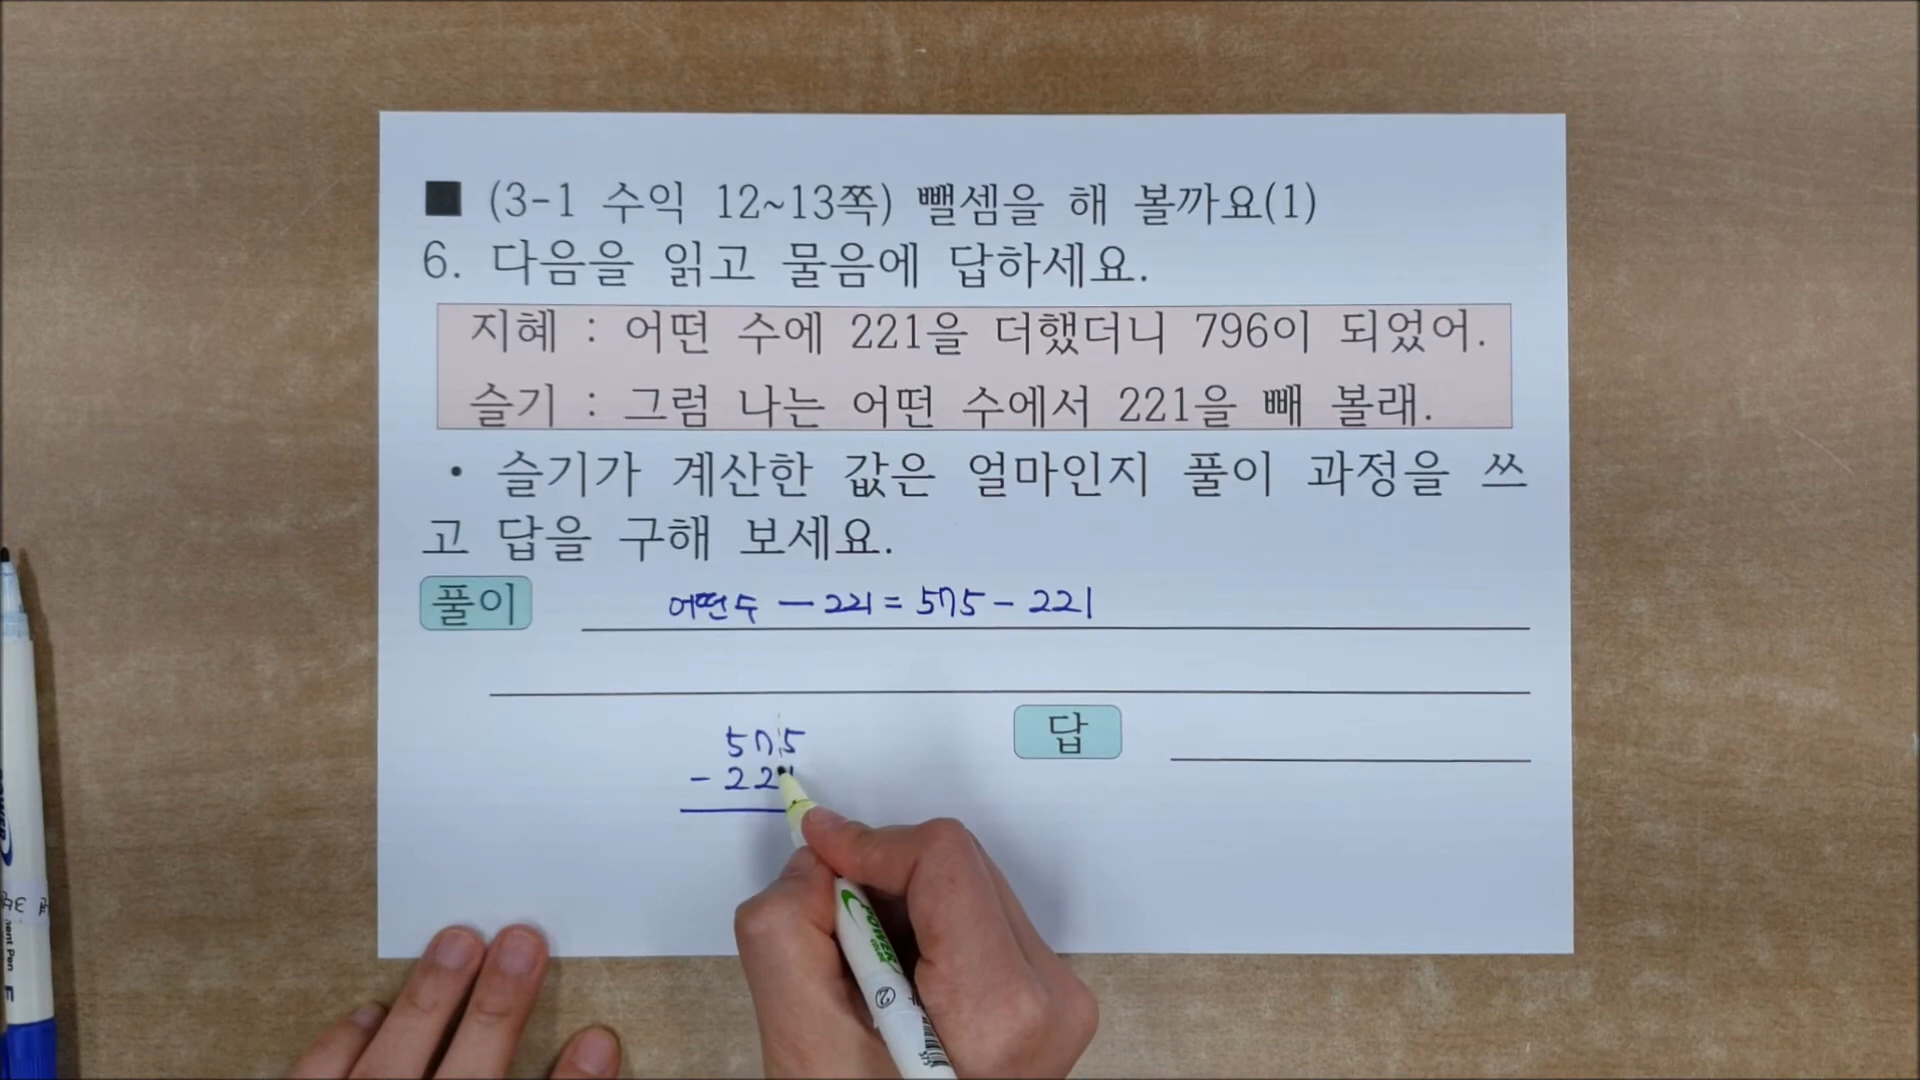 ■ (3-1 수익 12~13쪽) 뺄셈을 해 볼까요(1)
6. 다음을 읽고 물음에 답하세요.
지혜 : 어떤 수에 221을 더했더니 796이 되었어.
슬기 : 그럼 나는 어떤 수에서 221을 빼 볼래.
• 슬기가 계산한 값은 얼마인지 풀이 과정을 쓰
고 답을 구해 보세요.
풀이 어떤수 - 221 = 575 - 221
답
575
- 221
POWER
②